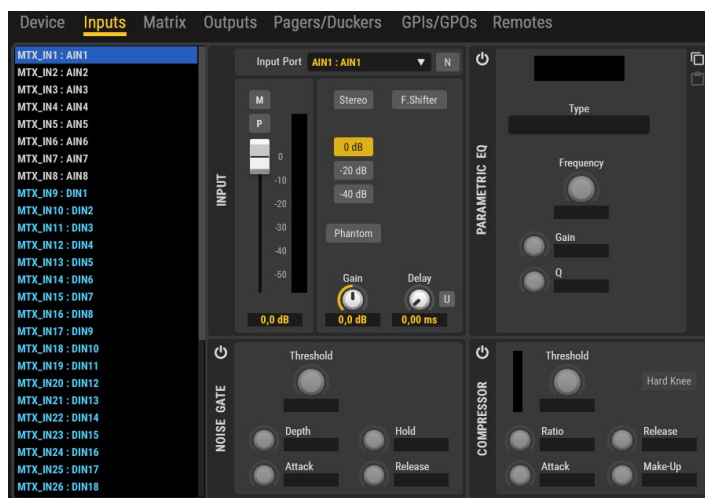 Device Inputs Matrix Outputs Pagers/Duckers GPIs/GPOs Remotes
MTX_IN1 : AIN1
MTX_IN2 : AIN2
MTX_IN3 : AIN3
MTX_IN4 : AIN4
MTX_IN5 : AIN5
MTX_IN6 : AIN6
MTX_IN7 : AIN7
MTX_IN8 : AIN8
MTX_IN9 : DIN1
MTX_IN10 : DIN2
MTX_IN11 : DIN3
MTX_IN12 : DIN4
MTX_IN13 : DIN5
MTX_IN14 : DIN6
MTX_IN15 : DIN7
MTX_IN16 : DIN8
MTX_IN17 : DIN9
MTX_IN18 : DIN10
MTX_IN19 : DIN11
MTX_IN20 : DIN12
MTX_IN21 : DIN13
MTX_IN22 : DIN14
MTX_IN23 : DIN15
MTX_IN24 : DIN16
MTX_IN25 : DIN17
MTX_IN26 : DIN18
INPUT
Input Port AIN1 : AIN1 N
M Stereo F.Shifter
P
0
-10
-20
-30
-40
-50
0 dB
-20 dB
-40 dB
Phantom
Gain Delay
U
0,0 dB 0,0 dB 0,00 ms
PARAMETRIC EQ
Type
Frequency
Gain
Q
NOISE GATE
Threshold
Depth Hold
Attack Release
COMPRESSOR
Threshold
Hard Knee
Ratio Release
Attack Make-Up